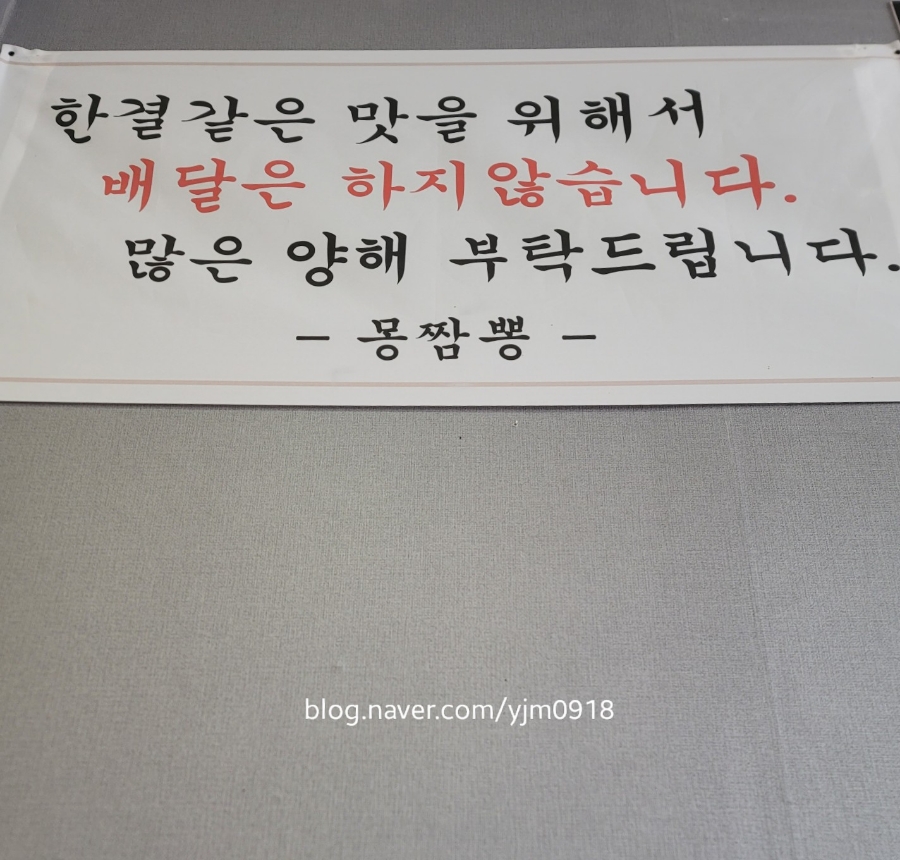 한결같은 맛을 위해서
배달은 하지않습니다.
많은 양해 부탁드립니다.
- 몽짬뽕 -
blog.naver.com/yjm0918